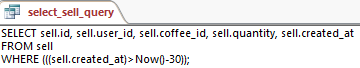 select_sell_query
SELECT sell.id, sell.user_id, sell.coffee_id, sell.quantity, sell.created_at
FROM sell
WHERE (((sell.created_at)>Now()-30));